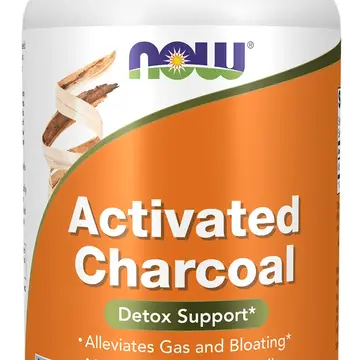 NOW
Activated
Charcoal
Detox Support*
• Alleviates Gas and Bloating*